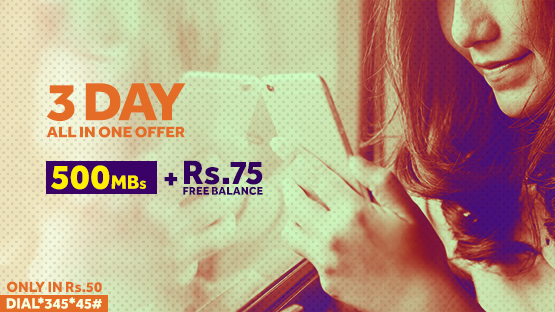 3 DAY
ALL IN ONE OFFER
500MBs + Rs.75
FREE BALANCE
ONLY IN Rs.50
DIAL*345*45#